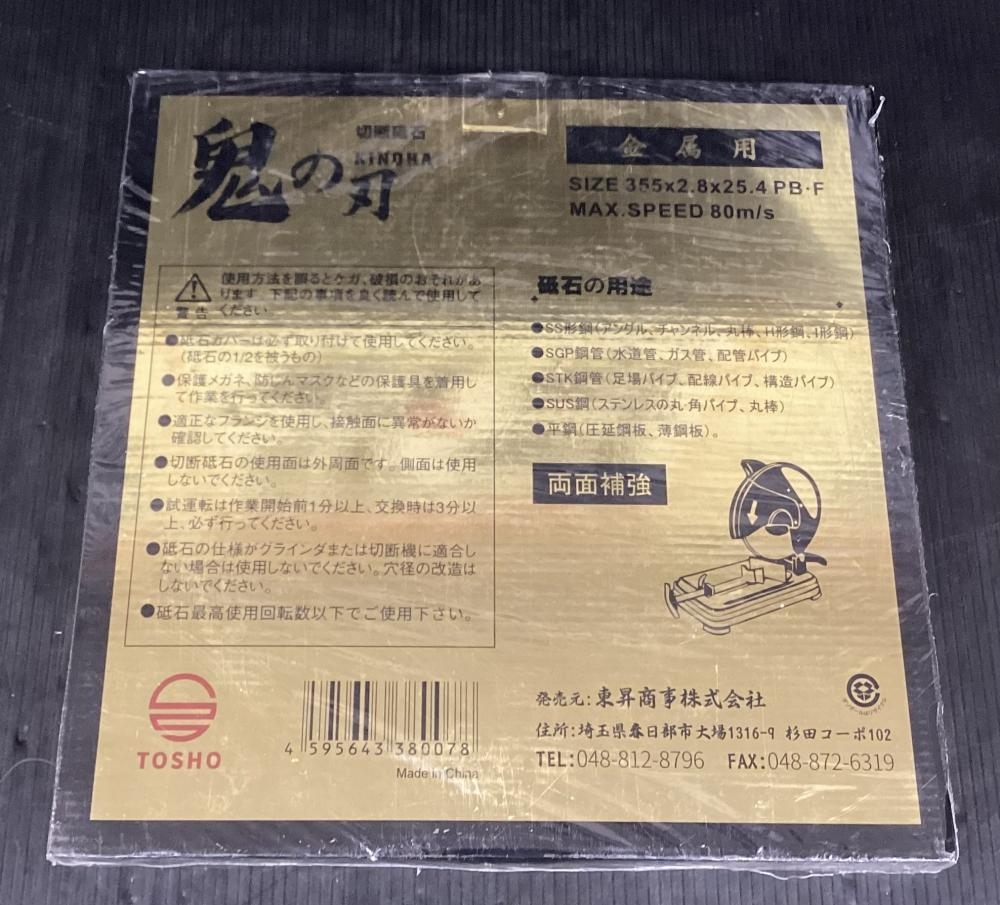 鬼の刃
切断砥石
KINOHA
金属用
SIZE 355x2.8x25.4 PB·F
MAX.SPEED 80m/s
使用方法を誤るとケガ、破損のおそれがあ
ります。下記の事項を良く読んで使用して
ください
警告
●砥石カバーは必ず取り付けて使用してください。
(砥石の1/2を被うもの)
●保護メガネ、防じんマスクなどの保護具を着用し
て作業を行ってください。
●適正なフランジを使用し、接触面に異常がないか
確認してください。
●切断砥石の使用面は外周面です。側面は使用
しないでください。
●試運転は作業開始前1分以上、交換時は3分以
上、必ず行ってください。
●砥石の仕様がグラインダまたは切断機に適合し
ない場合は使用しないでください。穴径の改造は
しないでください。
●砥石最高使用回転数以下でご使用下さい。
砥石の用途
●SS形鋼(アングル、チャンネル、丸棒、H形鋼、I形鋼)
●SGP鋼管(水道管、ガス管、配管パイプ)
●STK鋼管(足場パイプ、配線パイプ、構造パイプ)
●SUS鋼(ステンレスの丸·角パイプ、丸棒)
●平鋼(圧延鋼板、薄鋼板)。
両面補強
TOSHO
4 595643 380078
Made in China
発売元:東昇商事株式会社
住所:埼玉県春日部市大場1316-9 杉田コーポ102
TEL:048-812-8796 FAX:048-872-6319